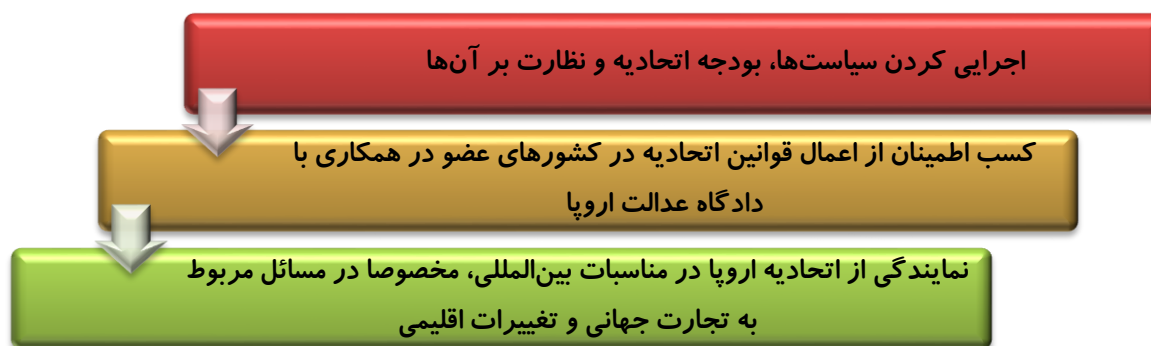 اجرایی کردن سیاست‌ها، بودجه اتحادیه و نظارت بر آن‌ها
کسب اطمینان از اعمال قوانین اتحادیه در کشورهای عضو در همکاری با
دادگاه عدالت اروپا
نمایندگی از اتحادیه اروپا در مناسبات بین‌المللی، مخصوصا در مسائل مربوط
به تجارت جهانی و تغییرات اقلیمی